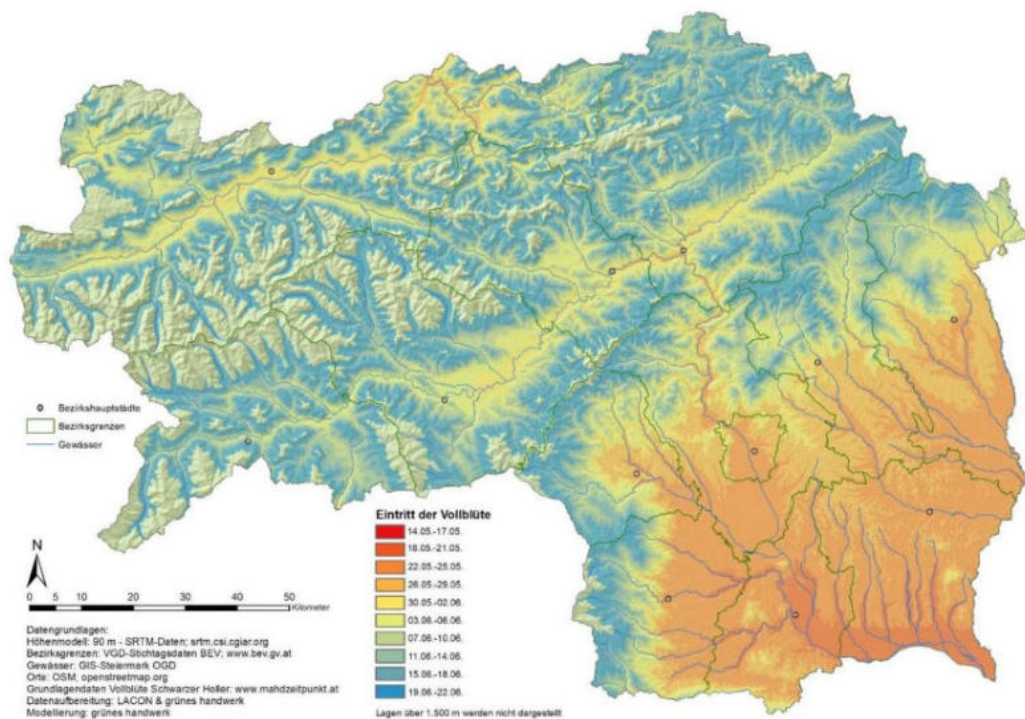 Bezirkshauptstädte
Bezirksgrenzen
Gewässer
N
0 5 10 20 30 40 50
Kilometer
Datengrundlagen:
Höhenmodell: 90 m - SRTM-Daten; srtm.csi.cgiar.org
Bezirksgrenzen: VGD-Stichtagsdaten BEV; www.bev.gv.at
Gewässer: GIS-Steiermark OGD
Orte: OSM; openstreetmap.org
Grundlagendaten Vollblüte Schwarzer Holler: www.mahdzeitpunkt.at
Datenaufbereitung: LACON & grünes handwerk
Modellierung: grünes handwerk
Eintritt der Vollblüte
14.05.-17.05.
18.05.-21.05.
22.05.-25.05.
26.05.-29.05.
30.05.-02.06.
03.06.-06.06.
07.06.-10.06.
11.06.-14.06.
15.06.-18.06.
19.06.-22.06.
Lagen über 1.500 m werden nicht dargestellt